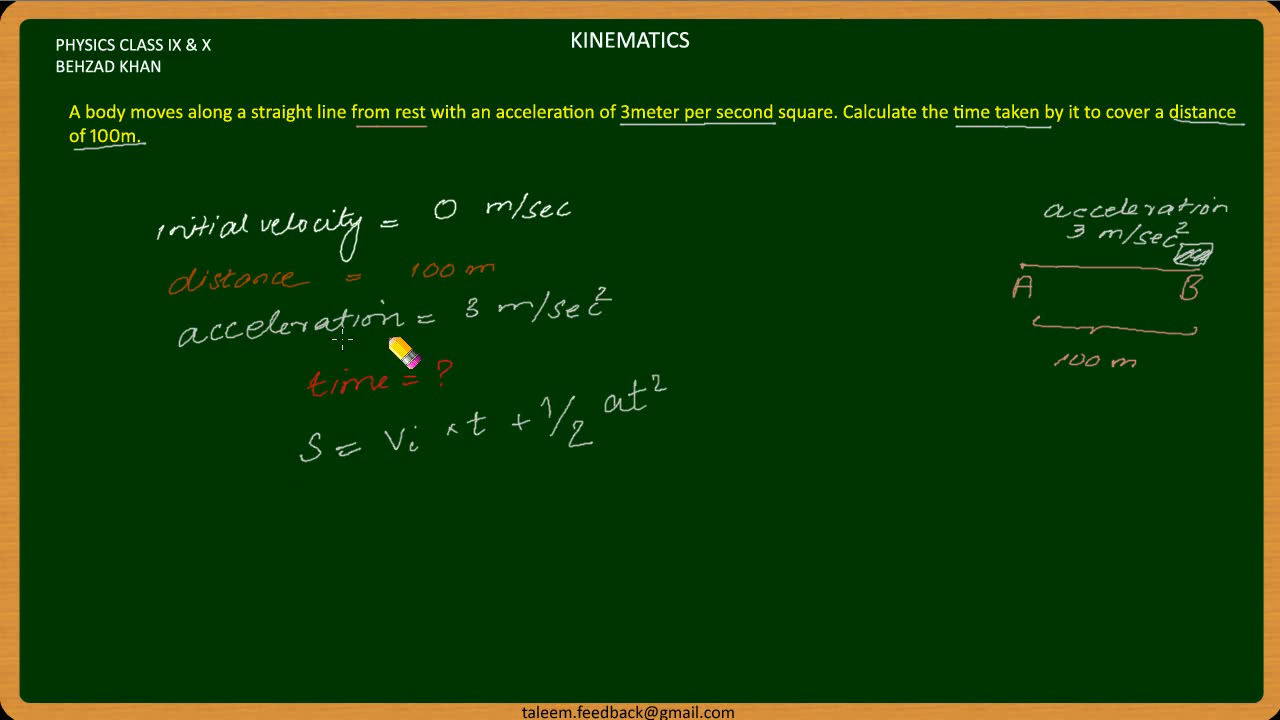 KINEMATICS
PHYSICS CLASS IX & X
BEHZAD KHAN
A body moves along a straight line from rest with an acceleration of 3meter per second square. Calculate the time taken by it to cover a distance
of 100m.
initial velocity = 0 m/sec
distance = 100 m
acceleration = 3 m/sec²
time = ?
S = Vi × t + 1/2 at²
acceleration
3 m/sec²
A B
100 m
taleem.feedback@gmail.com